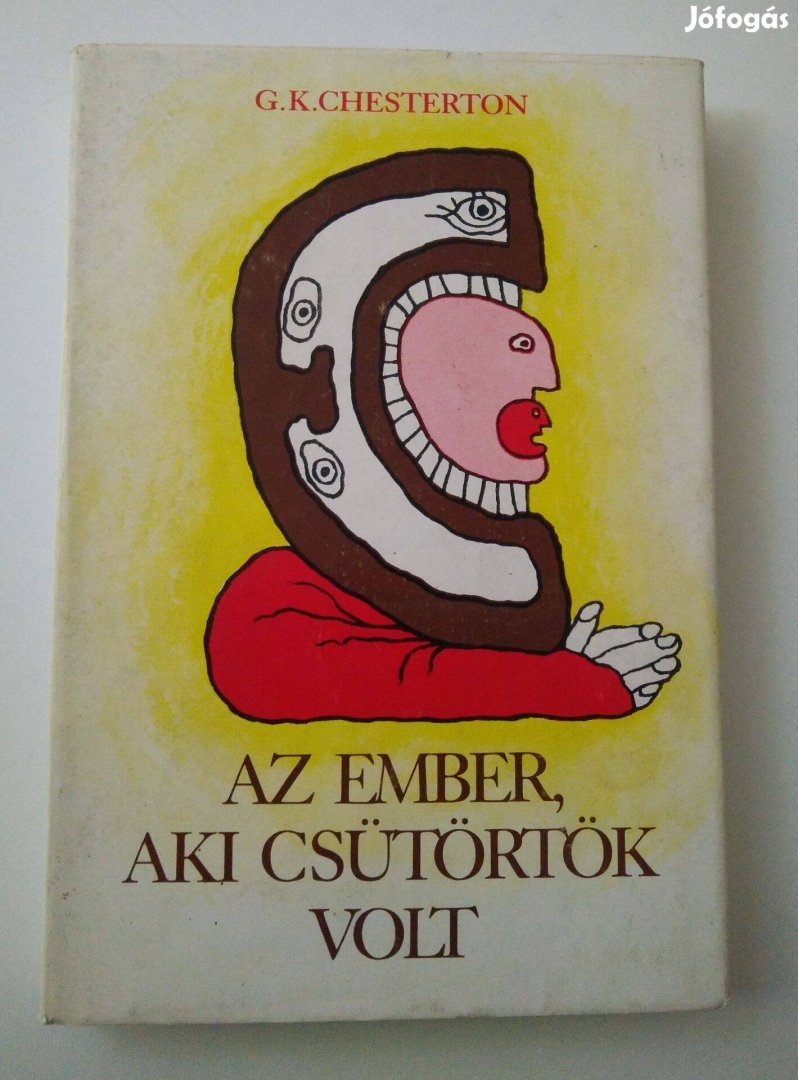 Jófogás
G.K.CHESTERTON
AZ EMBER,
AKI CSÜTÖRTÖK
VOLT